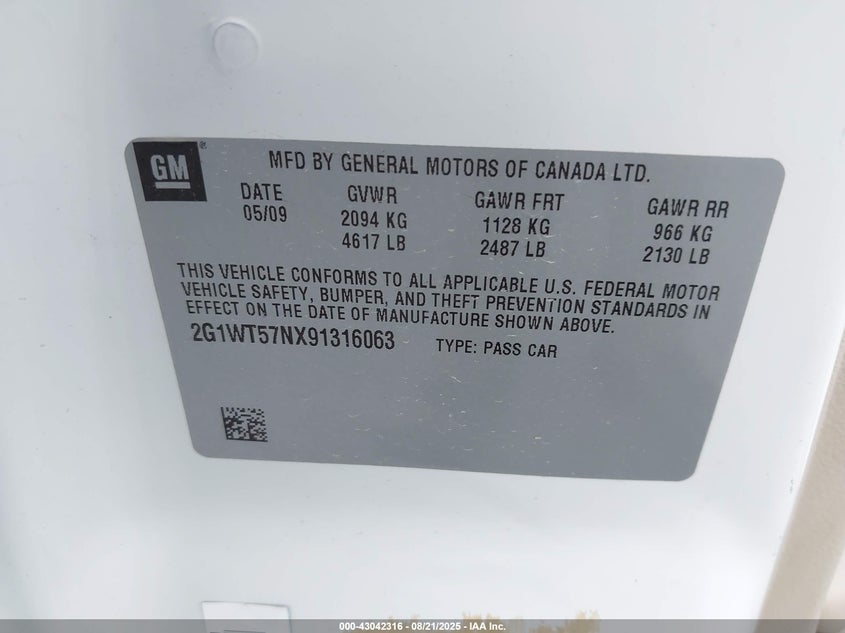 GM
MFD BY GENERAL MOTORS OF CANADA LTD.
DATE GVWR GAWR FRT GAWR RR
05/09 2094 KG 1128 KG 966 KG
4617 LB 2487 LB 2130 LB
THIS VEHICLE CONFORMS TO ALL APPLICABLE U.S. FEDERAL MOTOR
VEHICLE SAFETY, BUMPER, AND THEFT PREVENTION STANDARDS IN
EFFECT ON THE DATE OF MANUFACTURE SHOWN ABOVE.
2G1WT57NX91316063 TYPE: PASS CAR
000-43042316 - 08/21/2025 - IAA Inc.